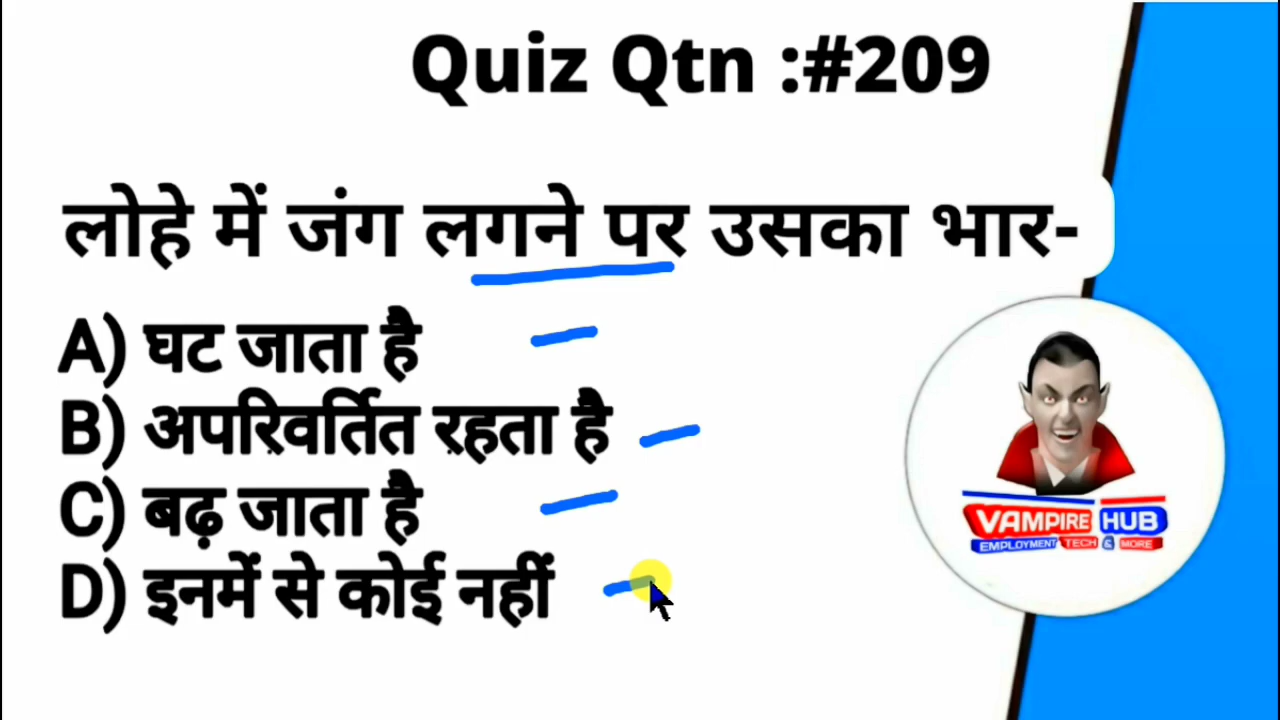 Quiz Qtn :#209
लोहे में जंग लगने पर उसका भार-
A) घट जाता है
B) अपरिवर्तित रहता है
C) बढ़ जाता है
D) इनमें से कोई नहीं
VAMPIRE HUB
EMPLOYMENT TECH & MORE